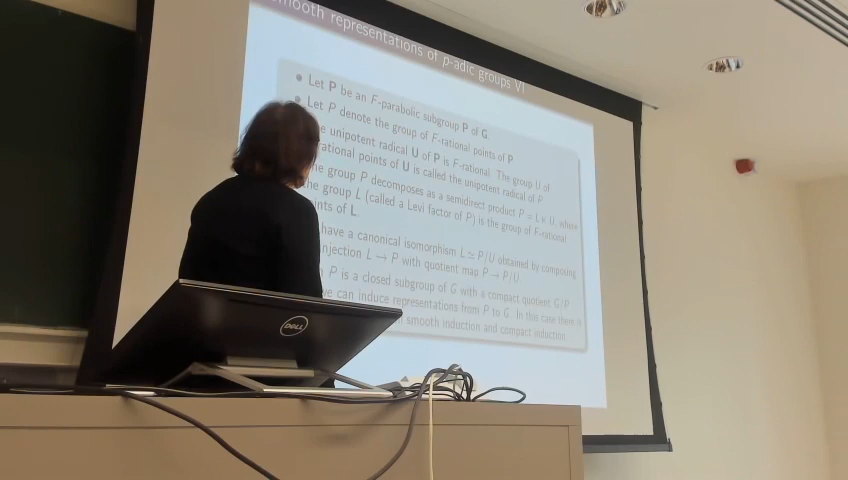 smooth representations of p-adic groups VI
Let P be an F-parabolic subgroup P of G
Let P denote the group of F-rational points of P
unipotent radical U of P is F-rational. The group U of
rational points of U is called the unipotent radical of P
group P decomposes as a semidirect product P = L ⋉ U, where
group L (called a Levi factor of P) is the group of F-rational
points of L.
have a canonical isomorphism L ≃ P/U obtained by composing
injection L → P with quotient map P → P/U
P is a closed subgroup of G with a compact quotient G/P
we can induce representations from P to G. In this case there is
smooth induction and compact induction
DELL